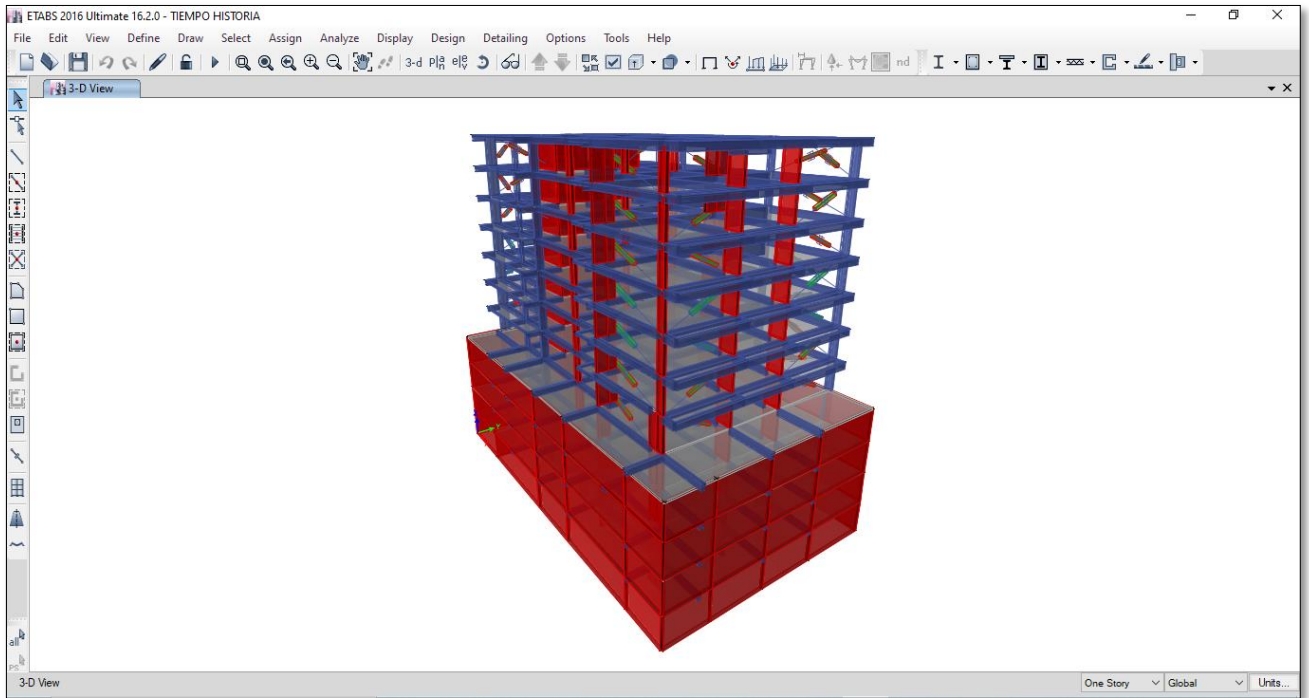 ETABS 2016 Ultimate 16.2.0 - TIEMPO HISTORIA
File Edit View Define Draw Select Assign Analyze Display Design Detailing Options Tools Help
3-d nd
3-D View
all
3-D View One Story Global Units...